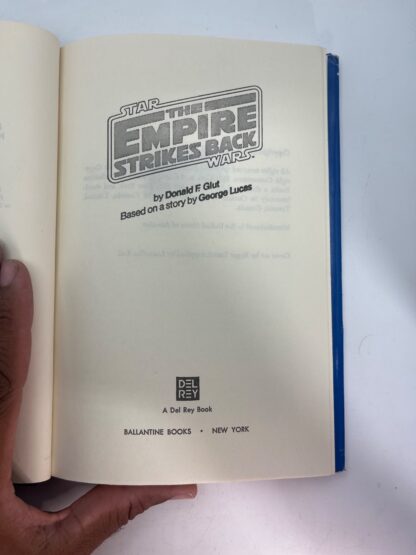 STAR
THE
EMPIRE
STRIKES BACK
WARS
by Donald F. Glut
Based on a story by George Lucas
DEL
REY
A Del Rey Book
BALLANTINE BOOKS • NEW YORK